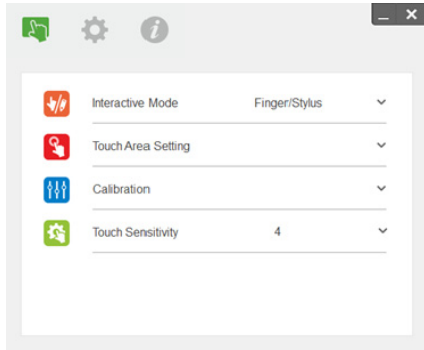 Interactive Mode Finger/Stylus
Touch Area Setting
Calibration
Touch Sensitivity 4